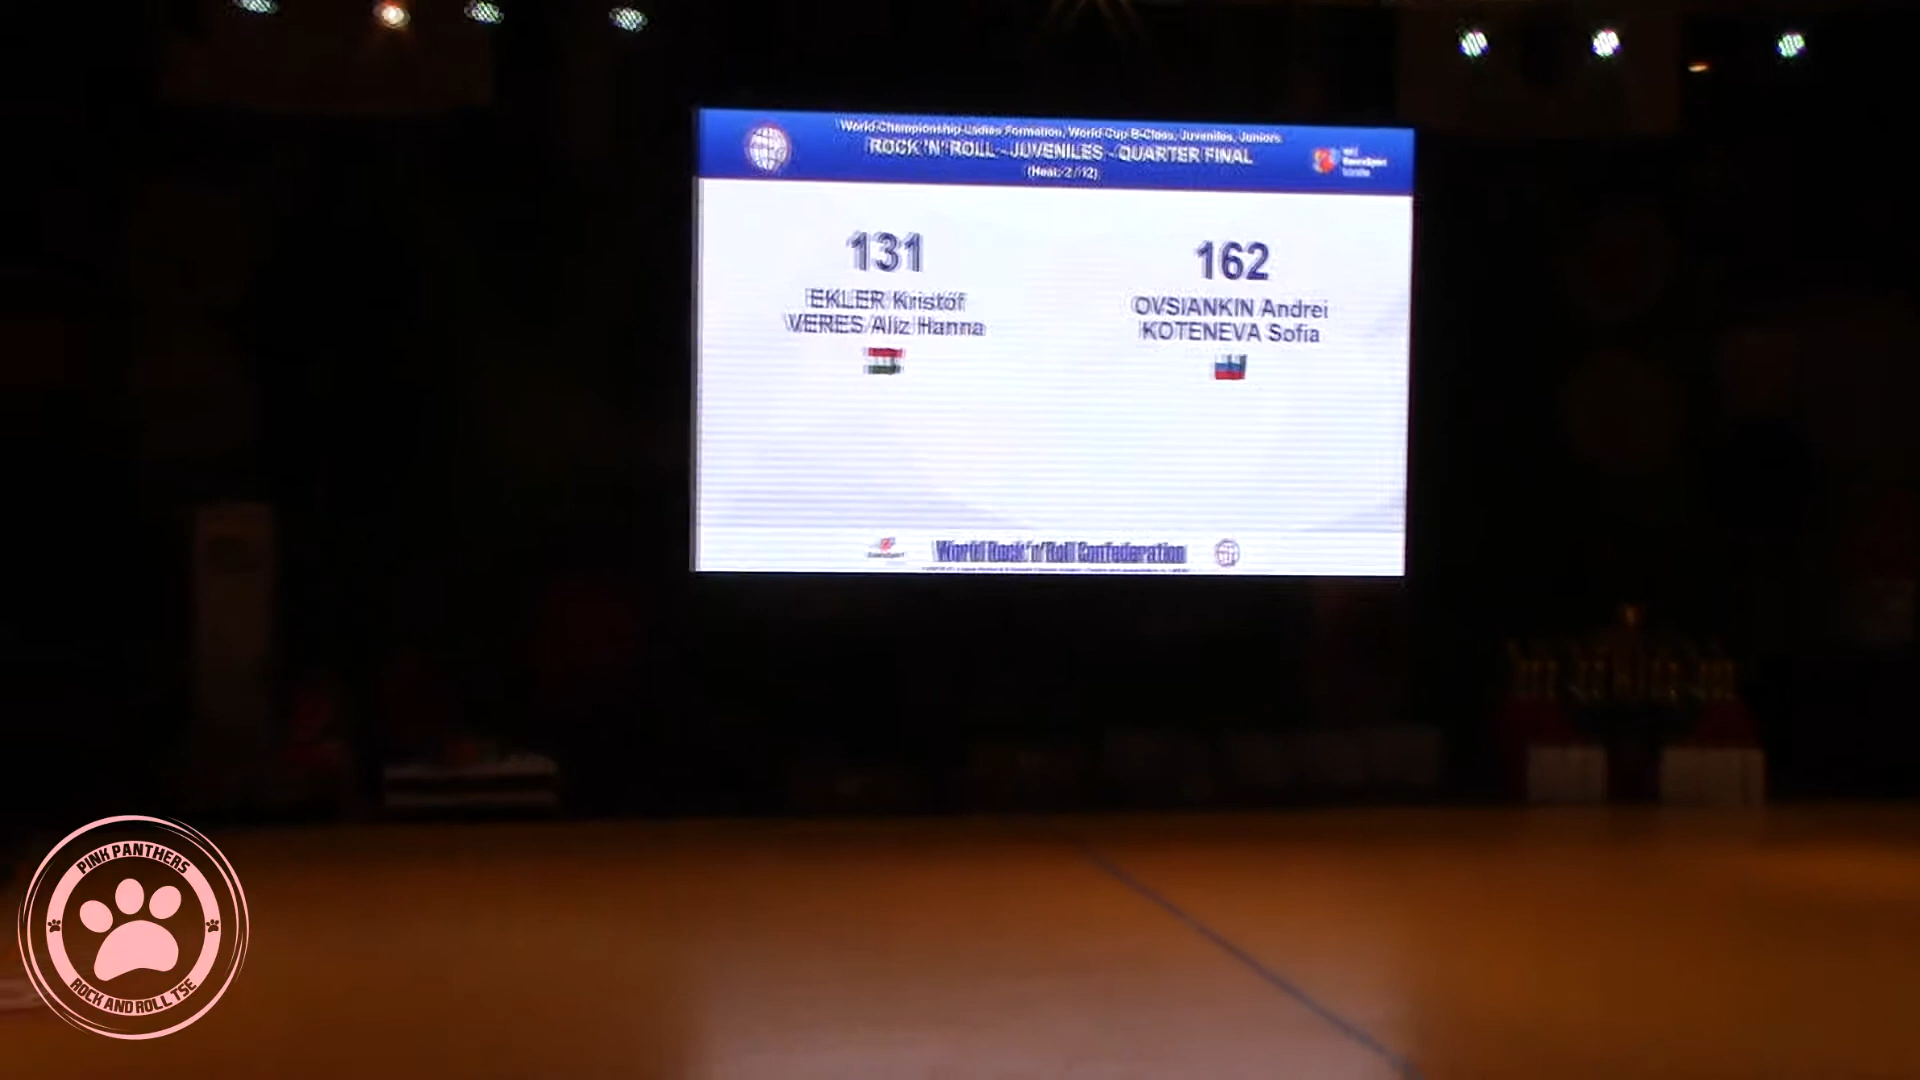 World Championship Ladies Formation, World Cup B-Class, Juveniles, Juniors
ROCK 'N' ROLL - JUVENILES - QUARTER FINAL
(Heat: 2 / 12)
131
EKLER Kristóf
VERES Aliz Hanna
162
OVSIANKIN Andrei
KOTENEVA Sofia
World Rock'n'Roll Confederation
PINK PANTHERS
ROCK AND ROLL TSE